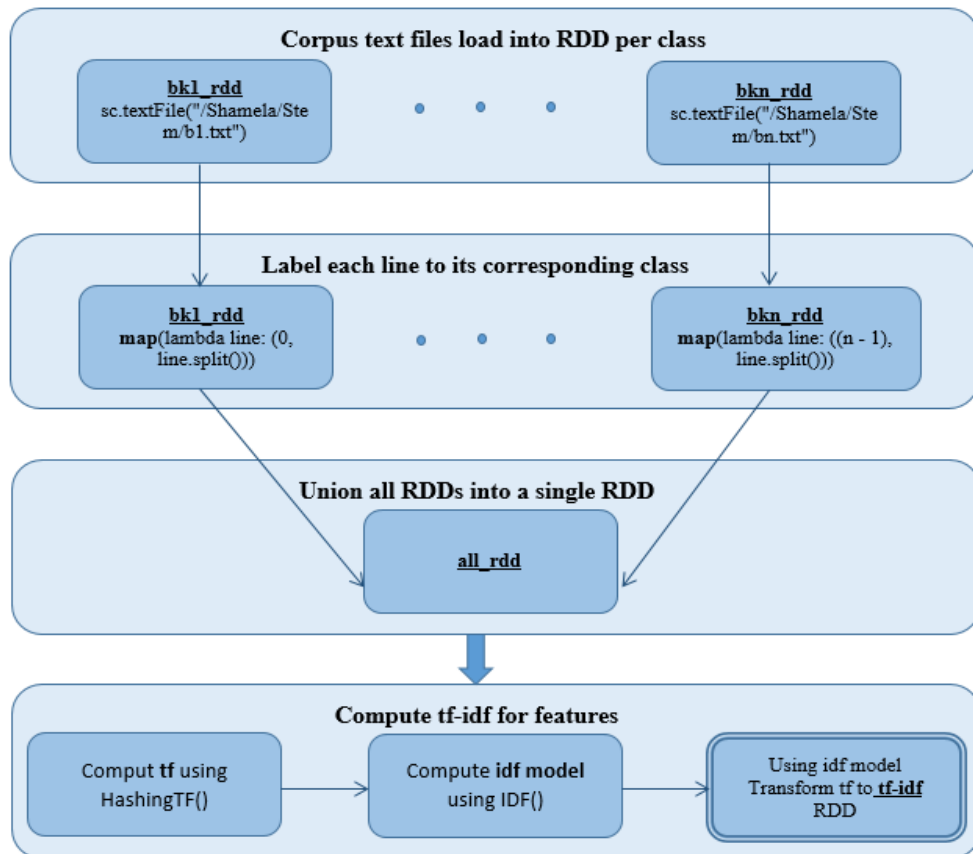 Corpus text files load into RDD per class
bk1_rdd
sc.textFile("/Shamela/Ste
m/b1.txt")
bkn_rdd
sc.textFile("/Shamela/Ste
m/bn.txt")
Label each line to its corresponding class
bk1_rdd
map(lambda line: (0,
line.split()))
bkn_rdd
map(lambda line: ((n - 1),
line.split()))
Union all RDDs into a single RDD
all_rdd
Compute tf-idf for features
Comput tf using
HashingTF()
Compute idf model
using IDF()
Using idf model
Transform tf to tf-idf
RDD